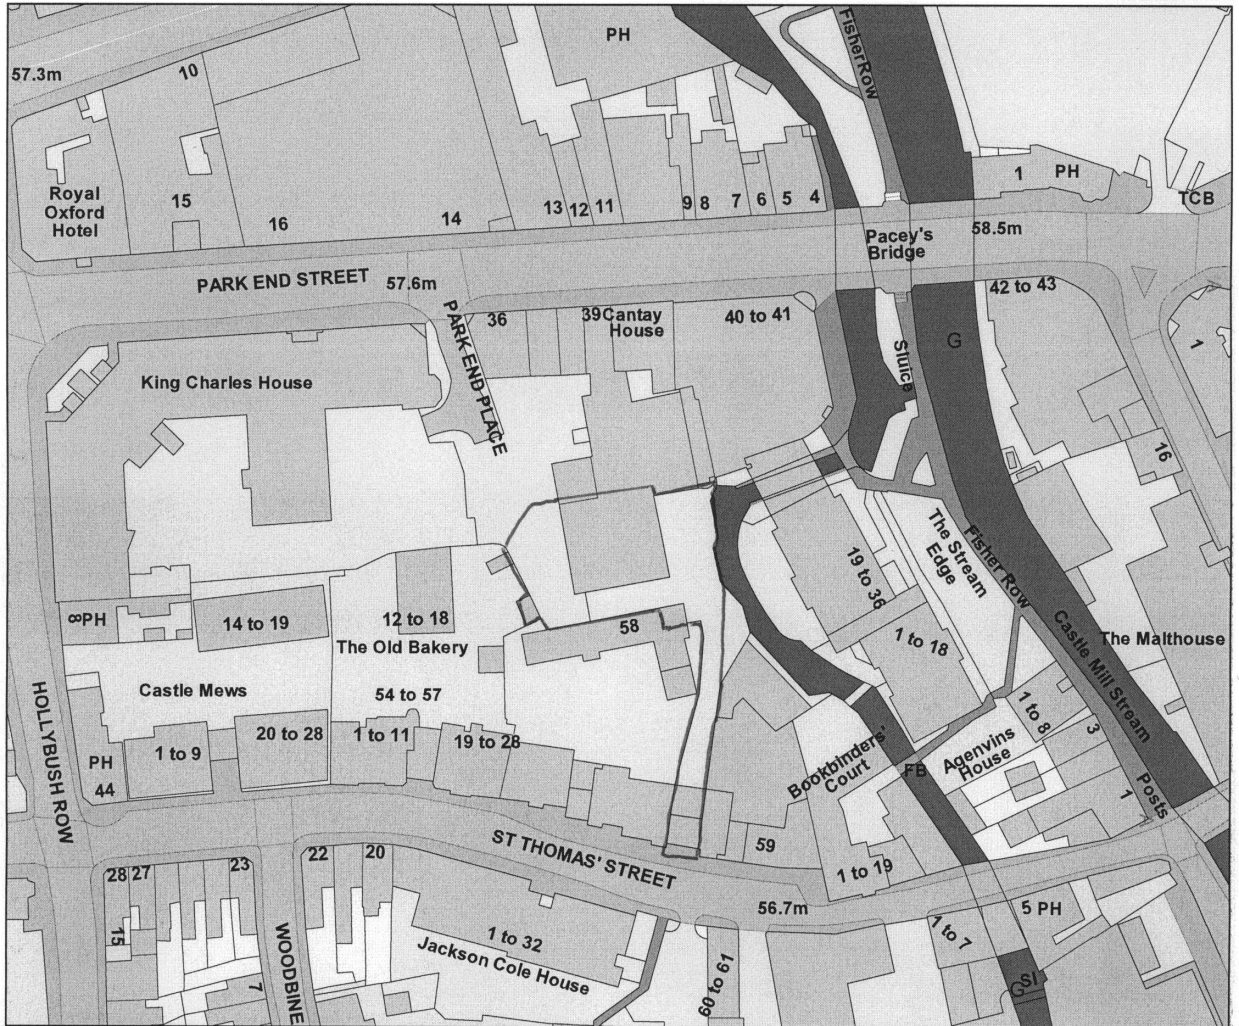 PH
Fisher Row
57.3m
10
Royal
Oxford
Hotel
15
16
14
13
12
11
9
8
7
6
5
4
1
PH
TCB
Pacey's
Bridge
58.5m
PARK END STREET
57.6m
PARK END PLACE
36
39
Cantay
House
40 to 41
42 to 43
G
Sluice
1
King Charles House
16
The Stream
Edge
Fisher Row
19 to 36
8
PH
14 to 19
12 to 18
The Old Bakery
58
1 to 18
Castle Mill Stream
The Malthouse
Castle Mews
54 to 57
HOLLYBUSH ROW
1 to 9
20 to 28
1 to 11
19 to 28
PH
44
Bookbinders'
Court
FB
Agenvins
House
1 to 8
3
1
Posts
ST THOMAS' STREET
59
1 to 19
28
27
23
22
20
56.7m
15
7
WOODBINE
1 to 32
Jackson Cole House
60 to 61
1 to 7
5 PH
G
SI